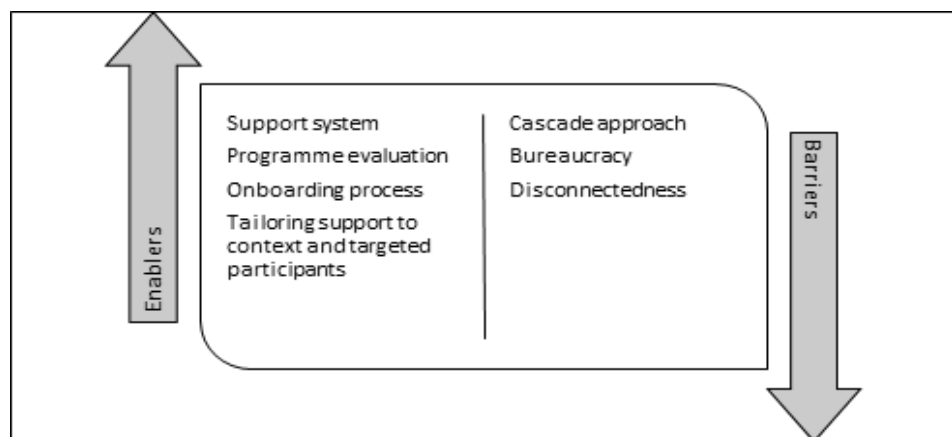 Enablers
Support system
Programme evaluation
Onboarding process
Tailoring support to
context and targeted
participants
Cascade approach
Bureaucracy
Disconnectedness
Barriers